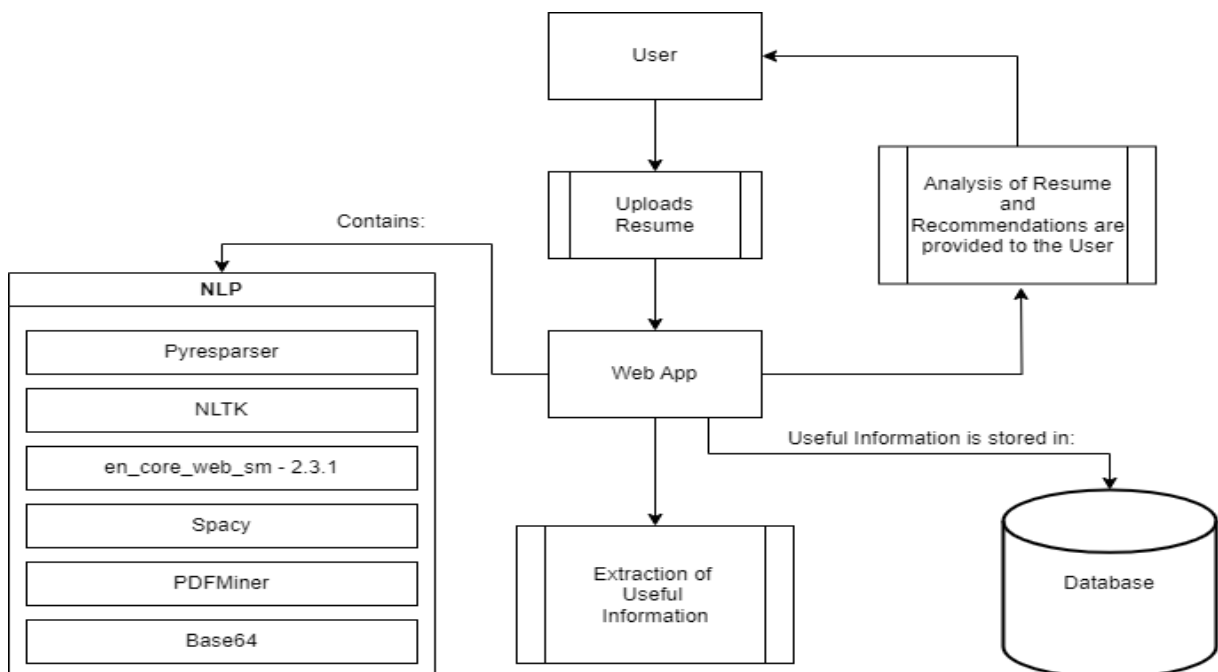 User
Uploads
Resume
Analysis of Resume
and
Recommendations are
provided to the User
Contains:
NLP
Pyresparser
NLTK
en_core_web_sm - 2.3.1
Spacy
PDFMiner
Base64
Web App
Useful Information is stored in:
Extraction of
Useful
Information
Database